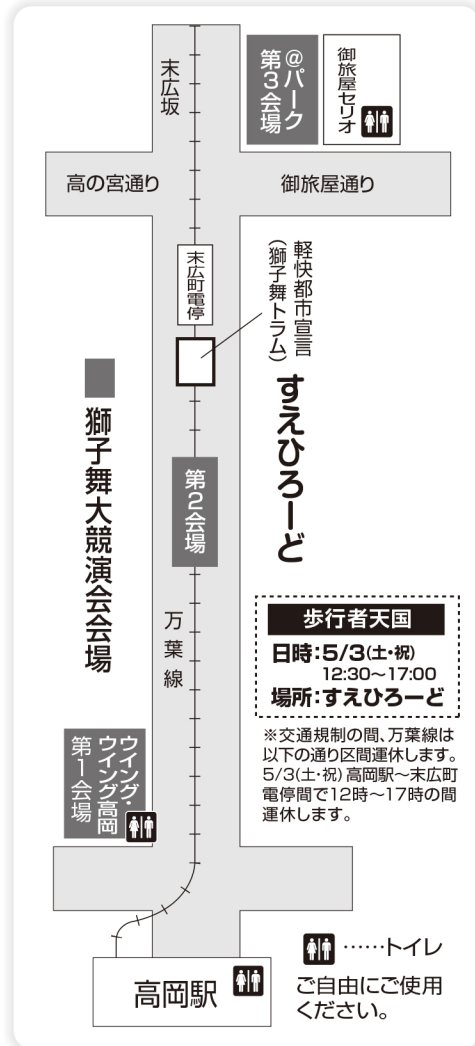 末広坂
@パーク
第3会場
御旅屋セリオ
高の宮通り
御旅屋通り
末広町電停
軽快都市宣言
(獅子舞トラム)
すえひろーど
獅子舞大競演会会場
第2会場
万葉線
歩行者天国
日時:5/3(土・祝)
12:30〜17:00
場所:すえひろーど
※交通規制の間、万葉線は
以下の通り区間運休します。
5/3(土・祝)高岡駅〜末広町
電停間で12時〜17時の間
運休します。
ウイング・
ウイング高岡
第1会場
高岡駅
……トイレ
ご自由にご使用
ください。